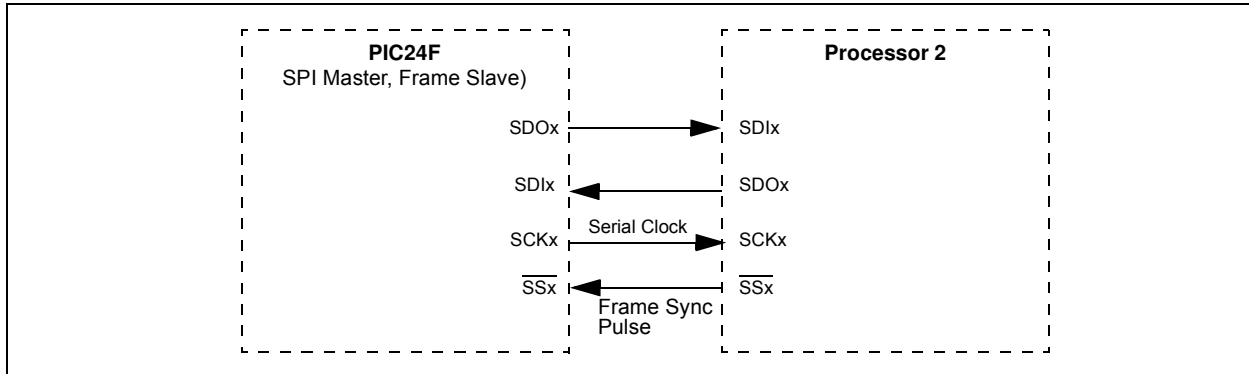 PIC24F
SPI Master, Frame Slave)
Processor 2
SDOx
SDIx
SDIx
SDOx
SCKx
Serial Clock
SCKx
SSx
Frame Sync
Pulse
SSx